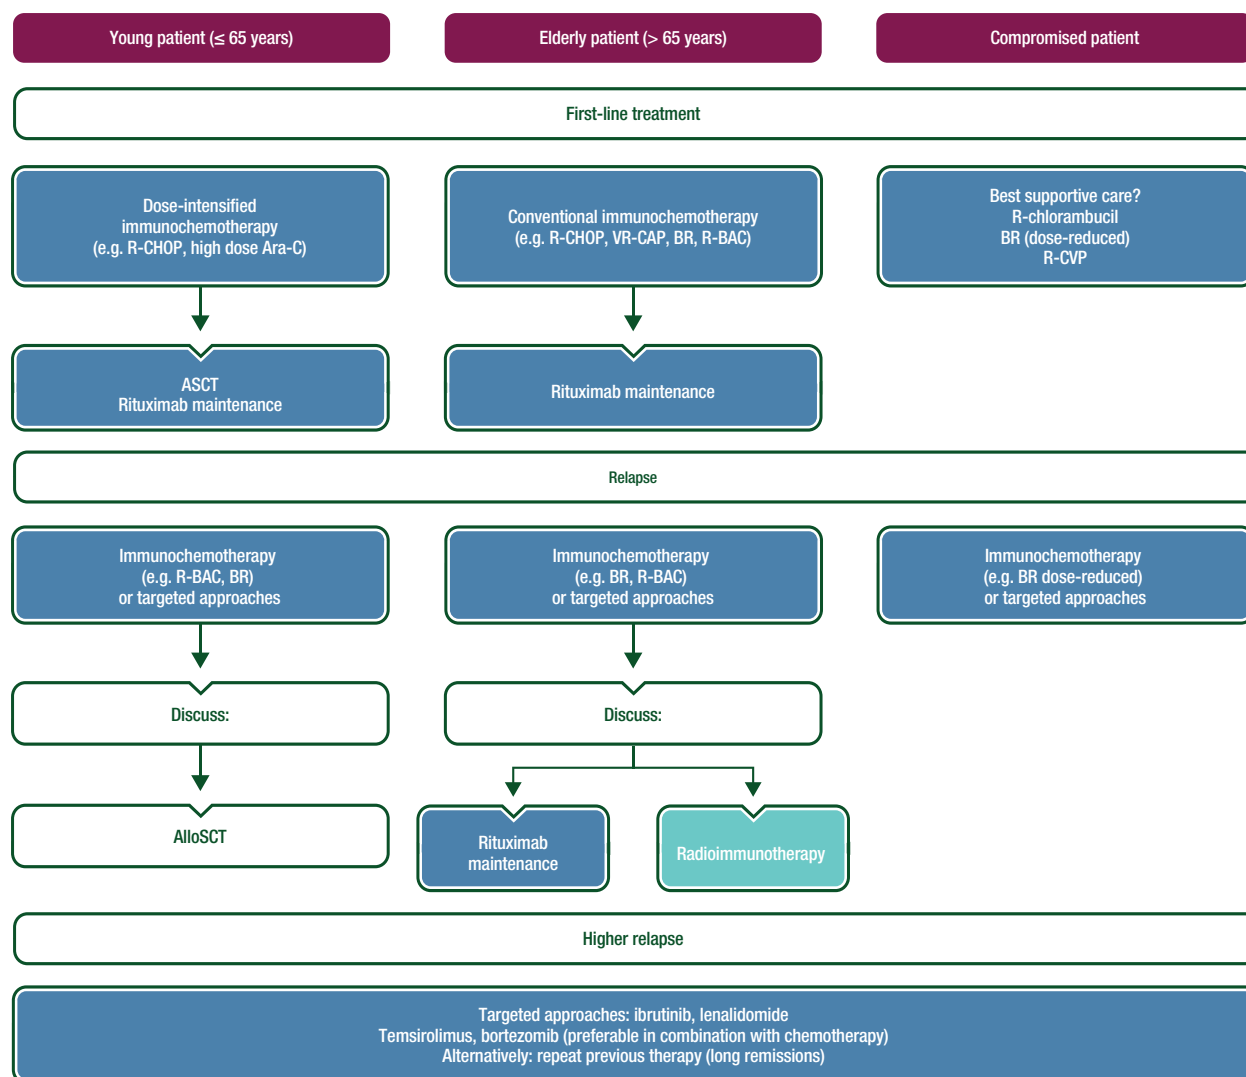 Young patient (≤ 65 years)
Elderly patient (> 65 years)
Compromised patient
First-line treatment
Dose-intensified
immunochemotherapy
(e.g. R-CHOP, high dose Ara-C)
Conventional immunochemotherapy
(e.g. R-CHOP, VR-CAP, BR, R-BAC)
Best supportive care?
R-chlorambucil
BR (dose-reduced)
R-CVP
ASCT
Rituximab maintenance
Rituximab maintenance
Relapse
Immunochemotherapy
(e.g. R-BAC, BR)
or targeted approaches
Immunochemotherapy
(e.g. BR, R-BAC)
or targeted approaches
Immunochemotherapy
(e.g. BR dose-reduced)
or targeted approaches
Discuss:
Discuss:
AlloSCT
Rituximab
maintenance
Radioimmunotherapy
Higher relapse
Targeted approaches: ibrutinib, lenalidomide
Temsirolimus, bortezomib (preferable in combination with chemotherapy)
Alternatively: repeat previous therapy (long remissions)